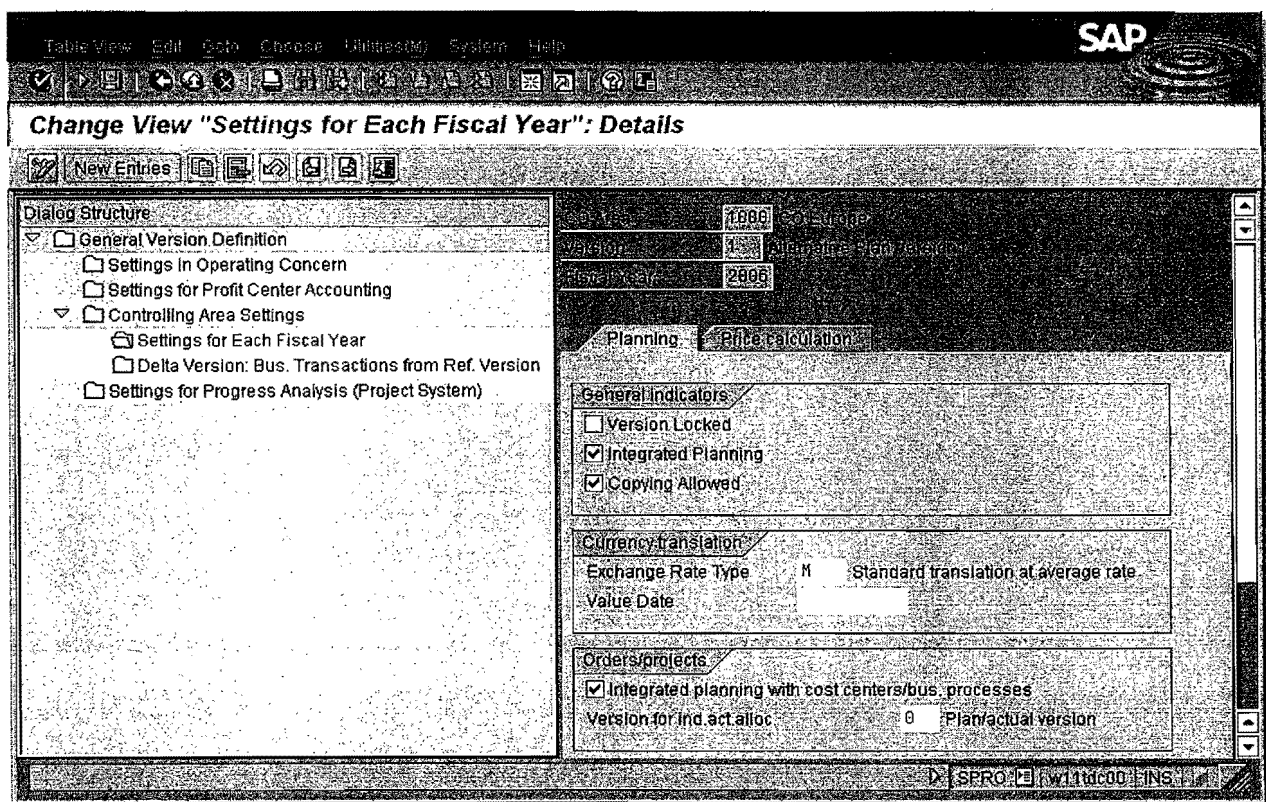 Table View Edit Goto Choose Utilities(M) System Help
SAP
Change View "Settings for Each Fiscal Year": Details
New Entries
Dialog Structure
General Version Definition
Settings in Operating Concern
Settings for Profit Center Accounting
Controlling Area Settings
Settings for Each Fiscal Year
Delta Version: Bus. Transactions from Ref. Version
Settings for Progress Analysis (Project System)
1000
Version 1
Fiscal Year 2006
Planning Price calculation
General indicators
Version Locked
Integrated Planning
Copying Allowed
Currency translation
Exchange Rate Type M Standard translation at average rate
Value Date
Orders/projects
Integrated planning with cost centers/bus. processes
Version for ind.act.alloc 0 Plan/actual version
SPRO INS